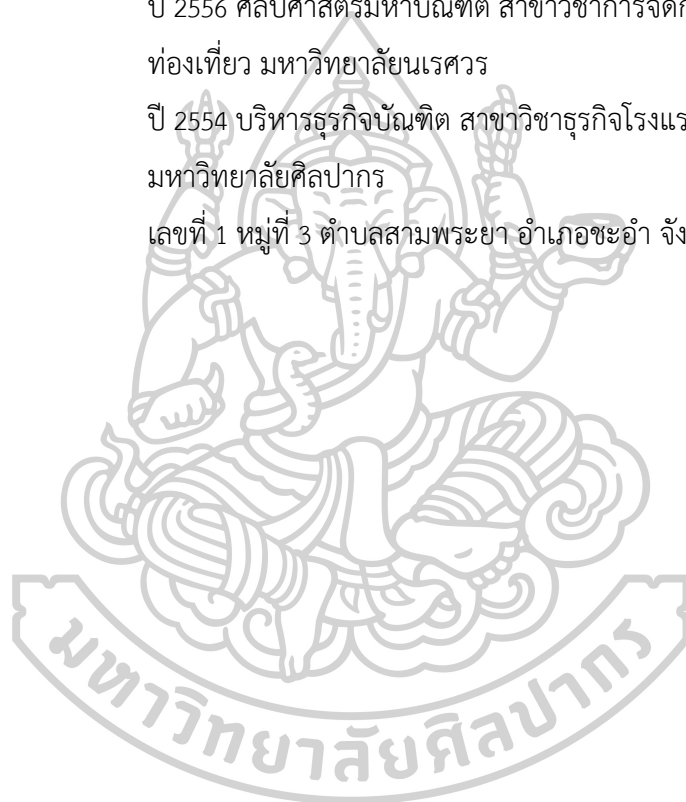 ปี 2556 ศิลปศาสตรมหาบัณฑิต สาขาวิชาการจัดก
ท่องเที่ยว มหาวิทยาลัยนเรศวร
ปี 2554 บริหารธุรกิจบัณฑิต สาขาวิชาธุรกิจโรงแร
มหาวิทยาลัยศิลปากร
เลขที่ 1 หมู่ที่ 3 ตำบลสามพระยา อำเภอชะอำ จัง
มหาวิทยาลัยศิลปากร